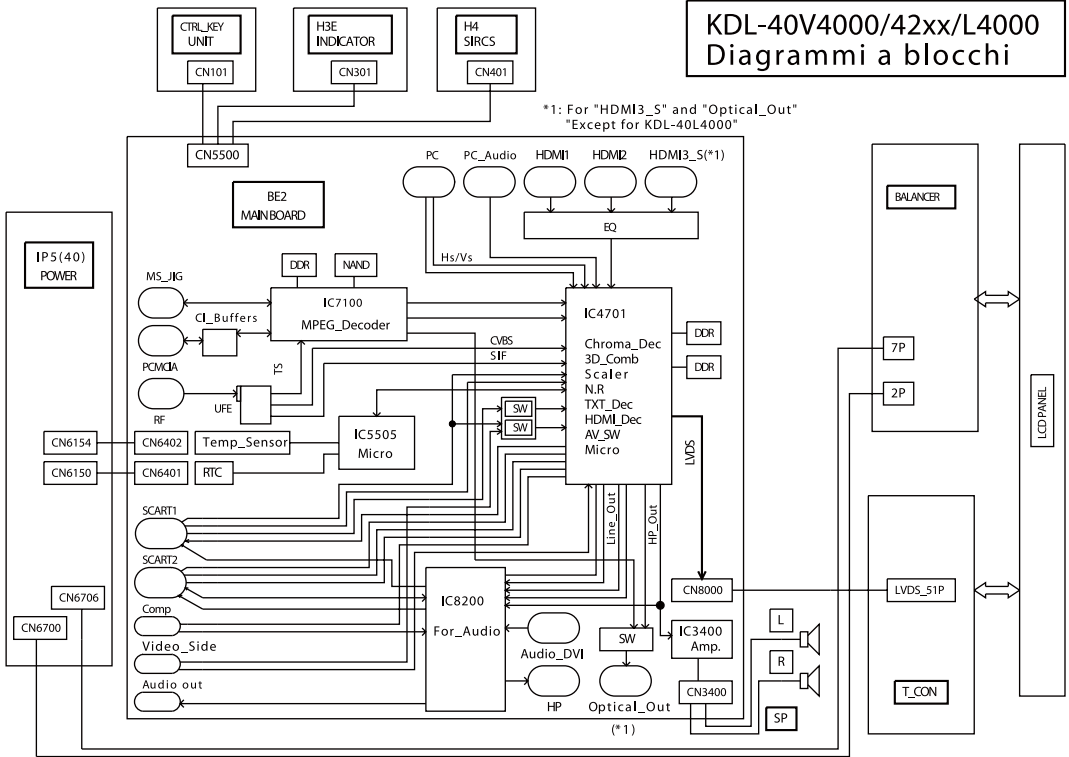 KDL-40V4000/42xx/L4000
Diagrammi a blocchi
CTRL_KEY
UNIT
CN101
H3E
INDICATOR
CN301
H4
SIRCS
CN401
*1: For "HDMI3_S" and "Optical_Out"
"Except for KDL-40L4000"
CN5500
BE2
MAIN BOARD
PC
PC_Audio
HDMI1
HDMI2
HDMI3_S(*1)
EQ
Hs/Vs
IP5(40)
POWER
BALANCER
LCD PANEL
MS_JIG
CI_Buffers
PCMCIA
DDR
NAND
IC7100
MPEG_Decoder
TS
CVBS
SIF
IC4701
Chroma_Dec
3D_Comb
Scaler
N.R
TXT_Dec
HDMI_Dec
AV_SW
Micro
DDR
DDR
7P
2P
RF
UFE
SW
SW
IC5505
Micro
CN6154
CN6402
Temp_Sensor
CN6150
CN6401
RTC
LVDS
SCART1
SCART2
Line_Out
HP_Out
CN6706
CN6700
Comp
Video_Side
Audio out
IC8200
For_Audio
Audio_DVI
HP
SW
Optical_Out
(*1)
CN8000
LVDS_51P
IC3400
Amp.
CN3400
L
R
SP
T_CON